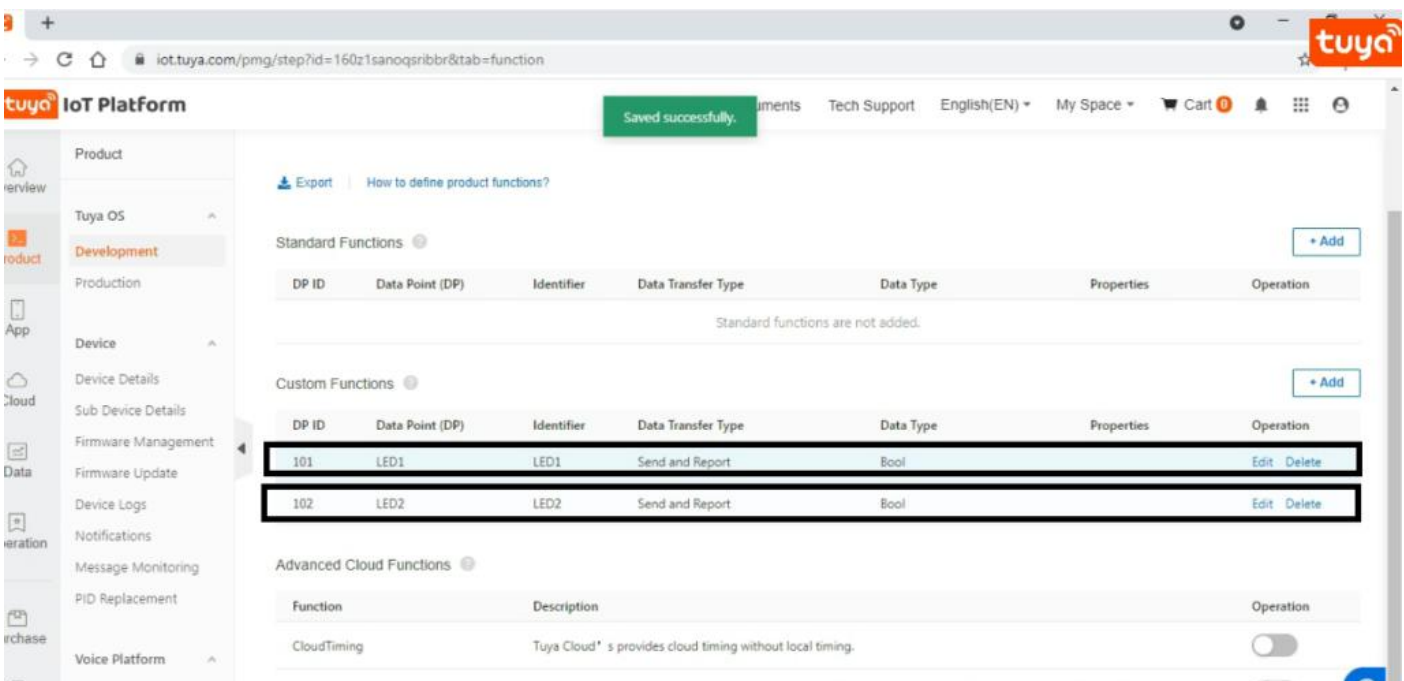 tuya
iot.tuya.com/pmg/step?id=160z1sanoqsribbr&tab=function
tuya IoT Platform
Saved successfully.
Tech Support
English(EN)
My Space
Cart 0
Product
App
Tuya OS
Development
Production
Device
Device Details
Sub Device Details
Firmware Management
Firmware Update
Device Logs
Notifications
Message Monitoring
PID Replacement
Voice Platform
Data
Export
How to define product functions?
Standard Functions
+ Add
DP ID Data Point (DP) Identifier Data Transfer Type Data Type Properties Operation
Standard functions are not added.
Custom Functions
+ Add
DP ID Data Point (DP) Identifier Data Transfer Type Data Type Properties Operation
101 LED1 LED1 Send and Report Bool Edit Delete
102 LED2 LED2 Send and Report Bool Edit Delete
Advanced Cloud Functions
Function Description Operation
CloudTiming Tuya Cloud' s provides cloud timing without local timing.